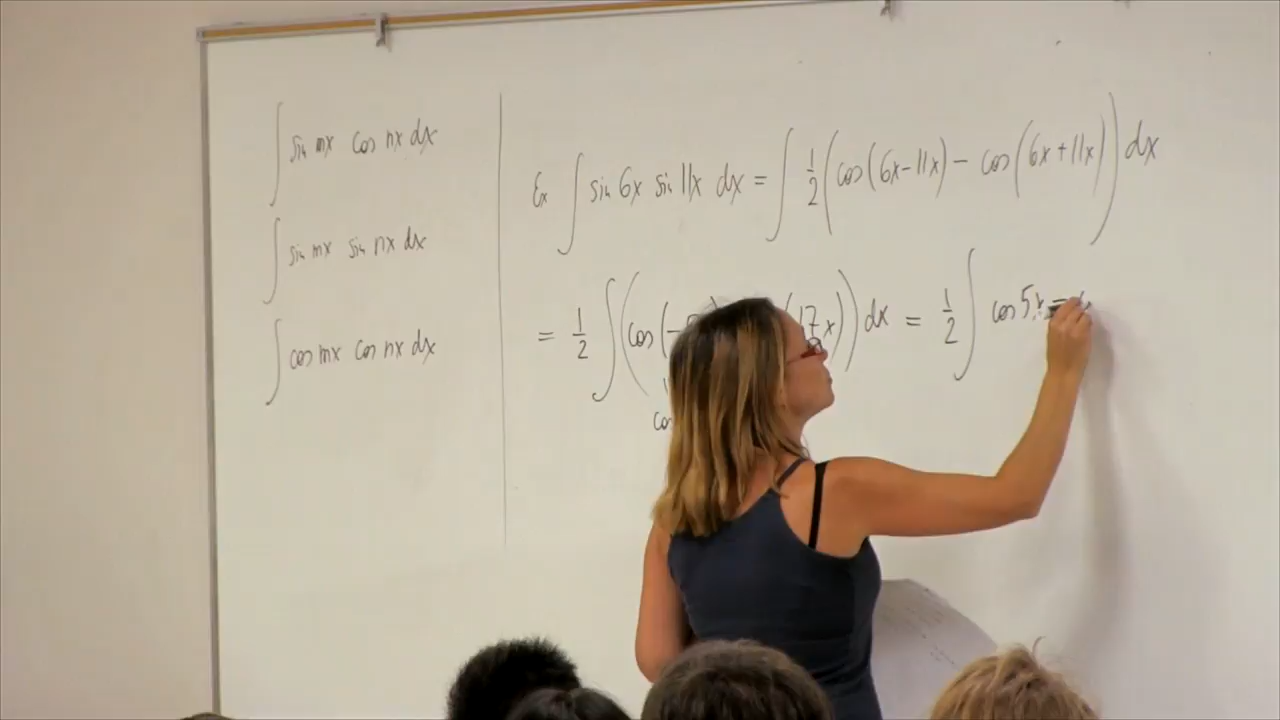 ∫ sin mx cos nx dx
∫ sin mx sin nx dx
∫ cos mx cos nx dx
Ex ∫ sin 6x sin 11x dx = ∫ 1/2 (cos(6x-11x) - cos(6x+11x)) dx
= 1/2 ∫ (cos(- 17x)) dx = 1/2 ∫ cos 5x -